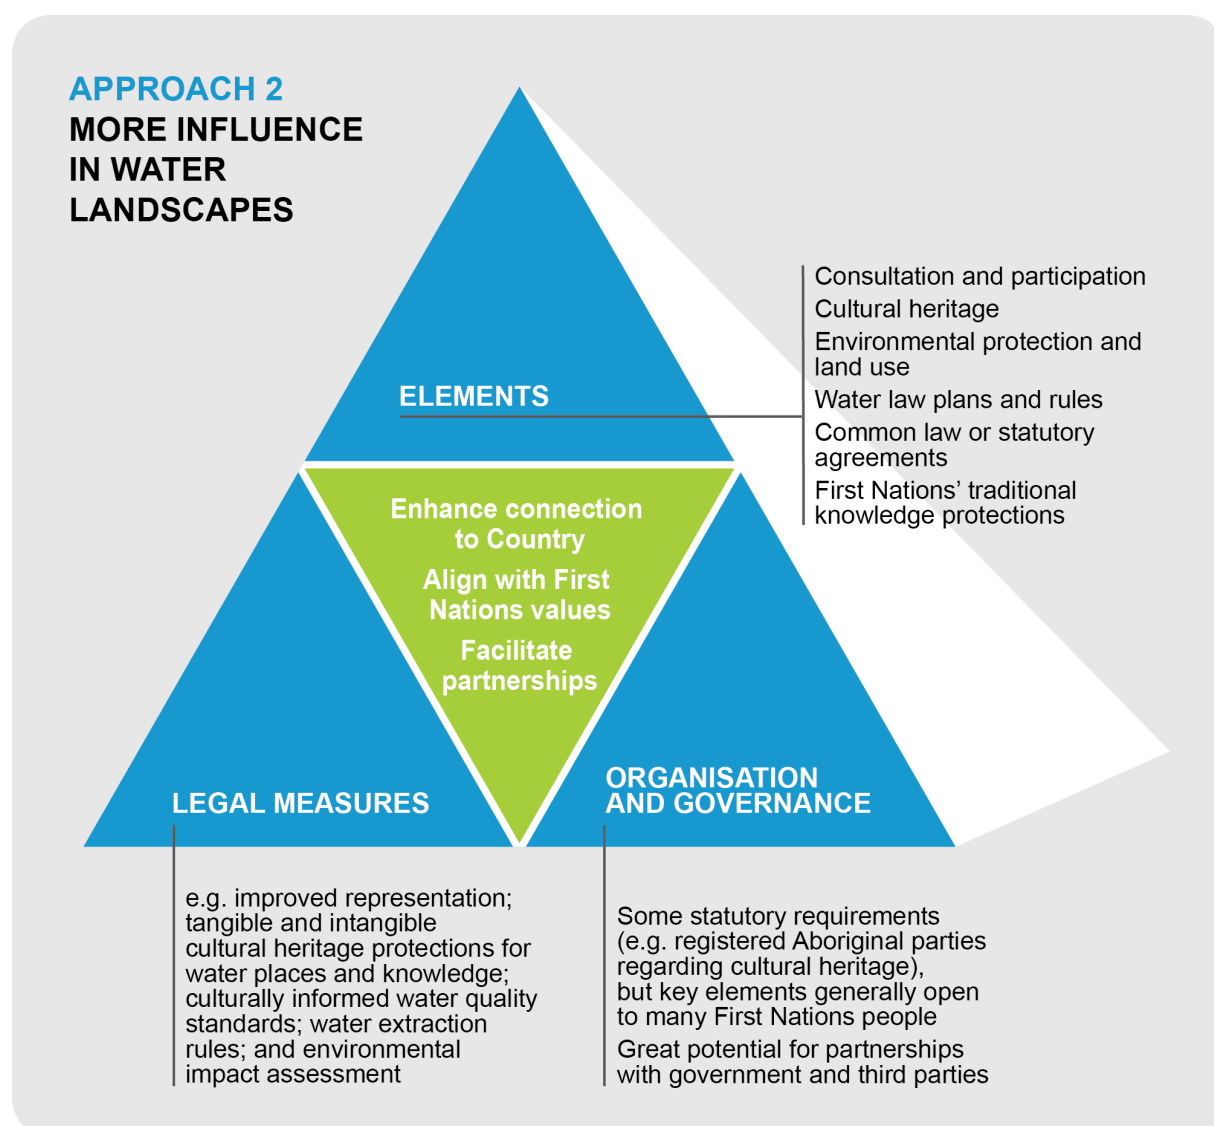 APPROACH 2
MORE INFLUENCE
IN WATER
LANDSCAPES
ELEMENTS
Consultation and participation
Cultural heritage
Environmental protection and
land use
Water law plans and rules
Common law or statutory
agreements
First Nations’ traditional
knowledge protections
Enhance connection
to Country
Align with First
Nations values
Facilitate
partnerships
LEGAL MEASURES
e.g. improved representation;
tangible and intangible
cultural heritage protections for
water places and knowledge;
culturally informed water quality
standards; water extraction
rules; and environmental
impact assessment
ORGANISATION
AND GOVERNANCE
Some statutory requirements
(e.g. registered Aboriginal parties
regarding cultural heritage),
but key elements generally open
to many First Nations people
Great potential for partnerships
with government and third parties